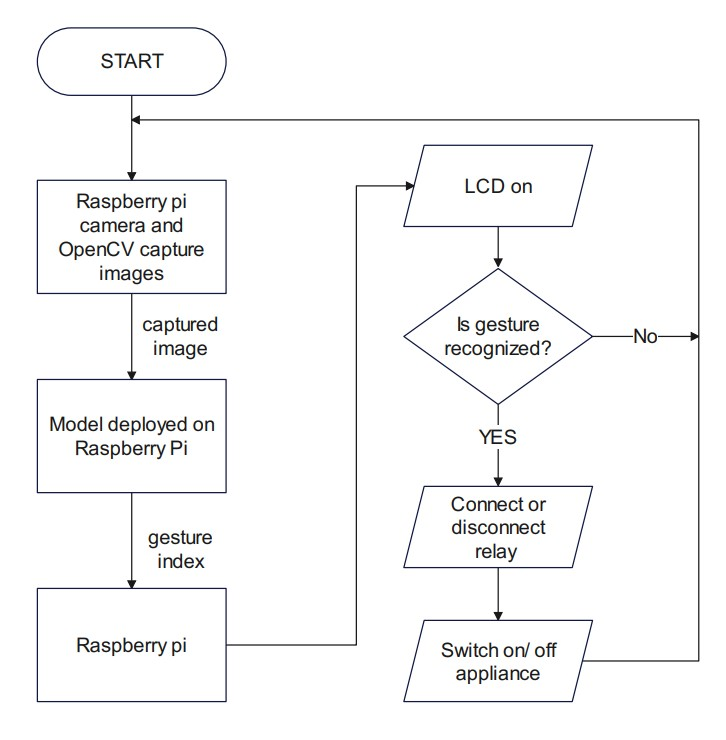 START
Raspberry pi
camera and
OpenCV capture
images
captured
image
Model deployed on
Raspberry Pi
gesture
index
Raspberry pi
LCD on
Is gesture
recognized?
No
YES
Connect or
disconnect
relay
Switch on/ off
appliance